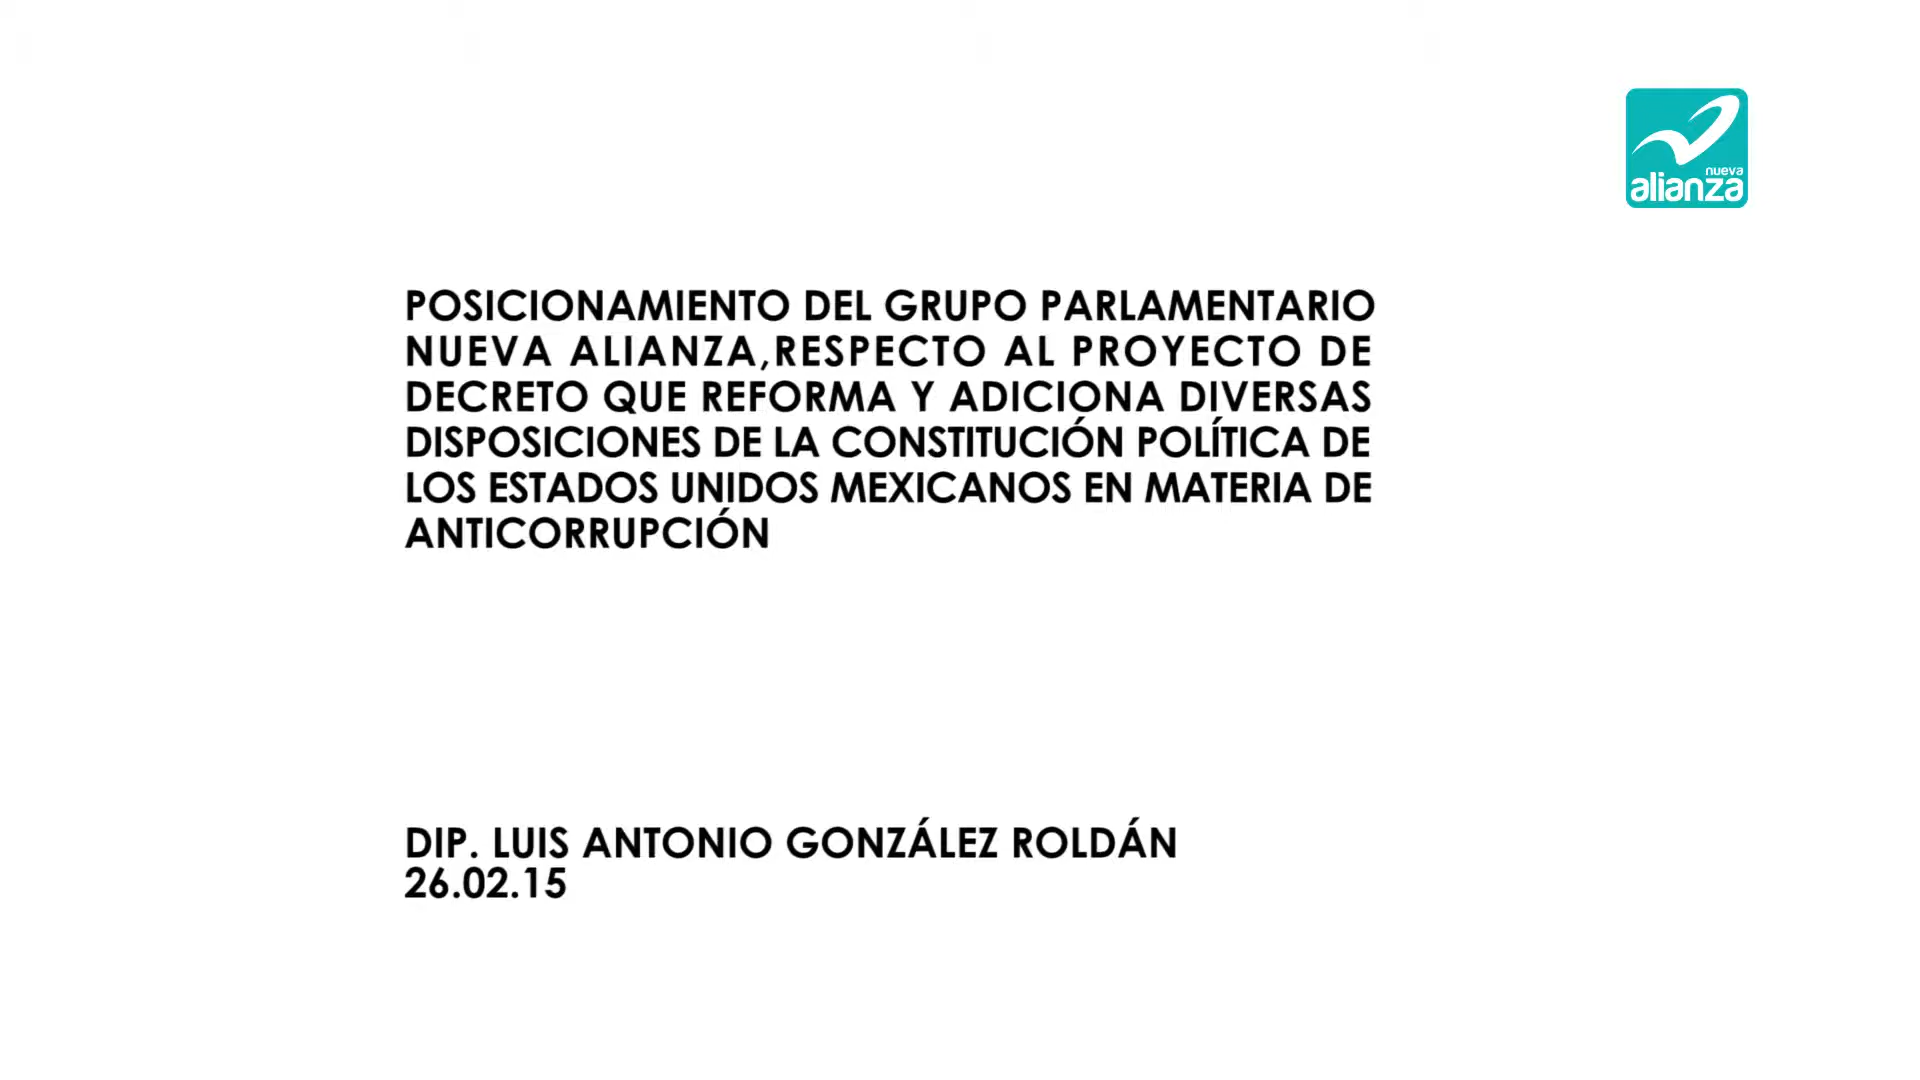 nueva
alianza
POSICIONAMIENTO DEL GRUPO PARLAMENTARIO
NUEVA ALIANZA,RESPECTO AL PROYECTO DE
DECRETO QUE REFORMA Y ADICIONA DIVERSAS
DISPOSICIONES DE LA CONSTITUCIÓN POLÍTICA DE
LOS ESTADOS UNIDOS MEXICANOS EN MATERIA DE
ANTICORRUPCIÓN
DIP. LUIS ANTONIO GONZÁLEZ ROLDÁN
26.02.15